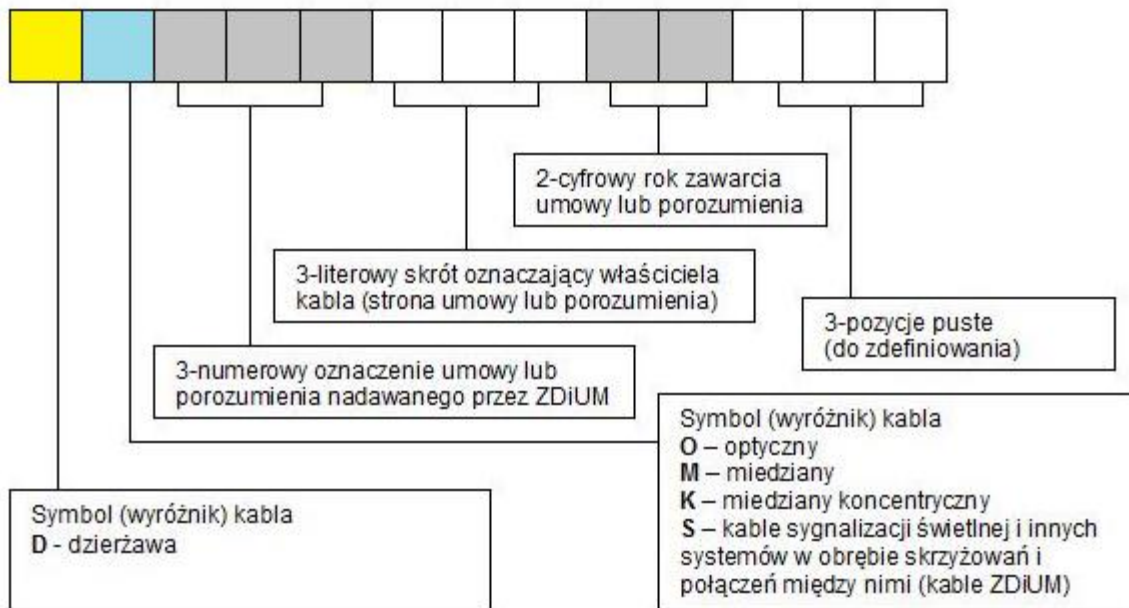 2-cyfrowy rok zawarcia
umowy lub porozumienia
3-literowy skrót oznaczający właściciela
kabla (strona umowy lub porozumienia)
3-pozycje puste
(do zdefiniowania)
3-numerowy oznaczenie umowy lub
porozumienia nadawanego przez ZDiUM
Symbol (wyróżnik) kabla
O – optyczny
M – miedziany
K – miedziany koncentryczny
S – kable sygnalizacji świetlnej i innych
systemów w obrębie skrzyżowań i
połączeń między nimi (kable ZDiUM)
Symbol (wyróżnik) kabla
D - dzierżawa